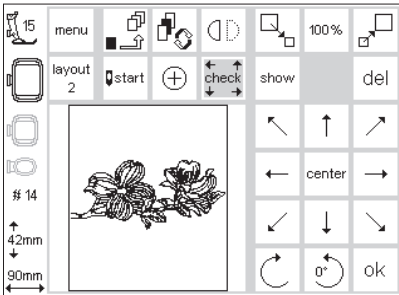 15
menu
100%
layout
2
start
check
show
del
center
# 14
42mm
90mm
0°
ok